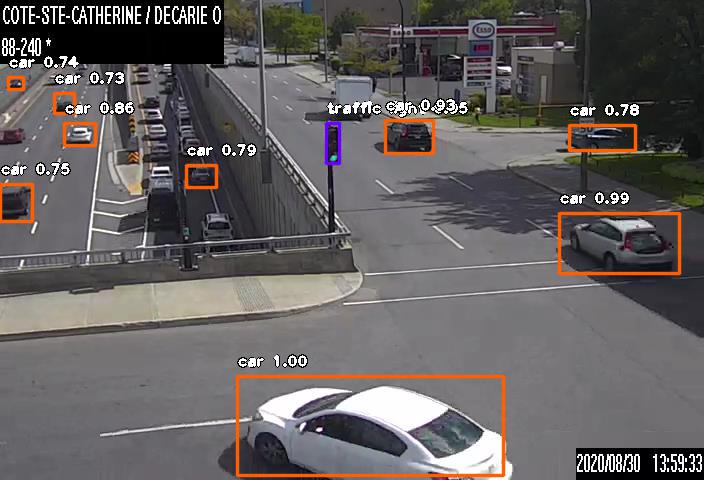 COTE-STE-CATHERINE / DECARIE O
88-240 *
car 0.74
car 0.73
car 0.86
car 0.79
car 0.75
car 0.93
car 0.78
car 0.99
car 1.00
Esso
2020/08/30 13:59:33